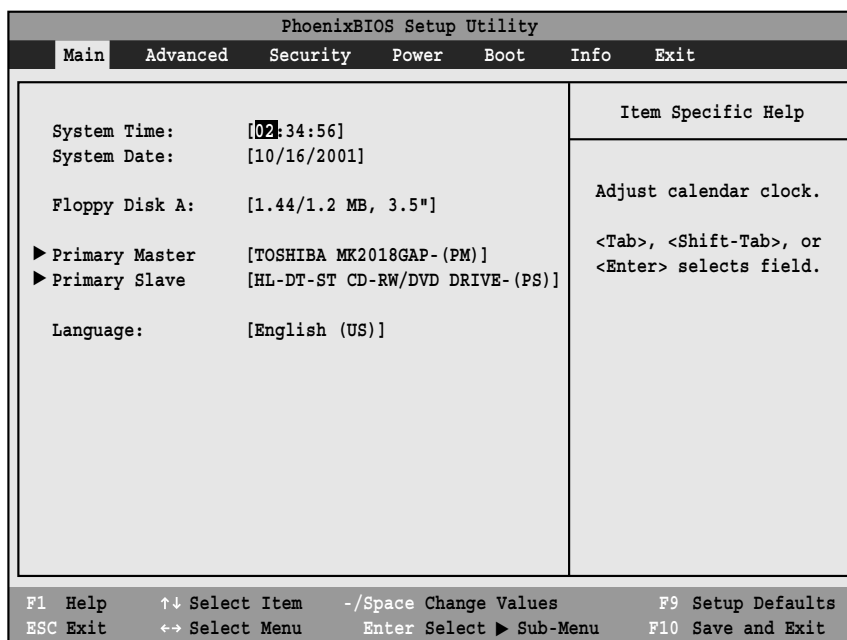 PhoenixBIOS Setup Utility
Main Advanced Security Power Boot Info Exit
System Time: [02:34:56]
System Date: [10/16/2001]
Floppy Disk A: [1.44/1.2 MB, 3.5"]
▶Primary Master [TOSHIBA MK2018GAP-(PM)]
▶Primary Slave [HL-DT-ST CD-RW/DVD DRIVE-(PS)]
Language: [English (US)]
Item Specific Help
Adjust calendar clock.
<Tab>, <Shift-Tab>, or
<Enter> selects field.
F1 Help ↑↓ Select Item -/Space Change Values F9 Setup Defaults
ESC Exit ←→ Select Menu Enter Select ▶ Sub-Menu F10 Save and Exit